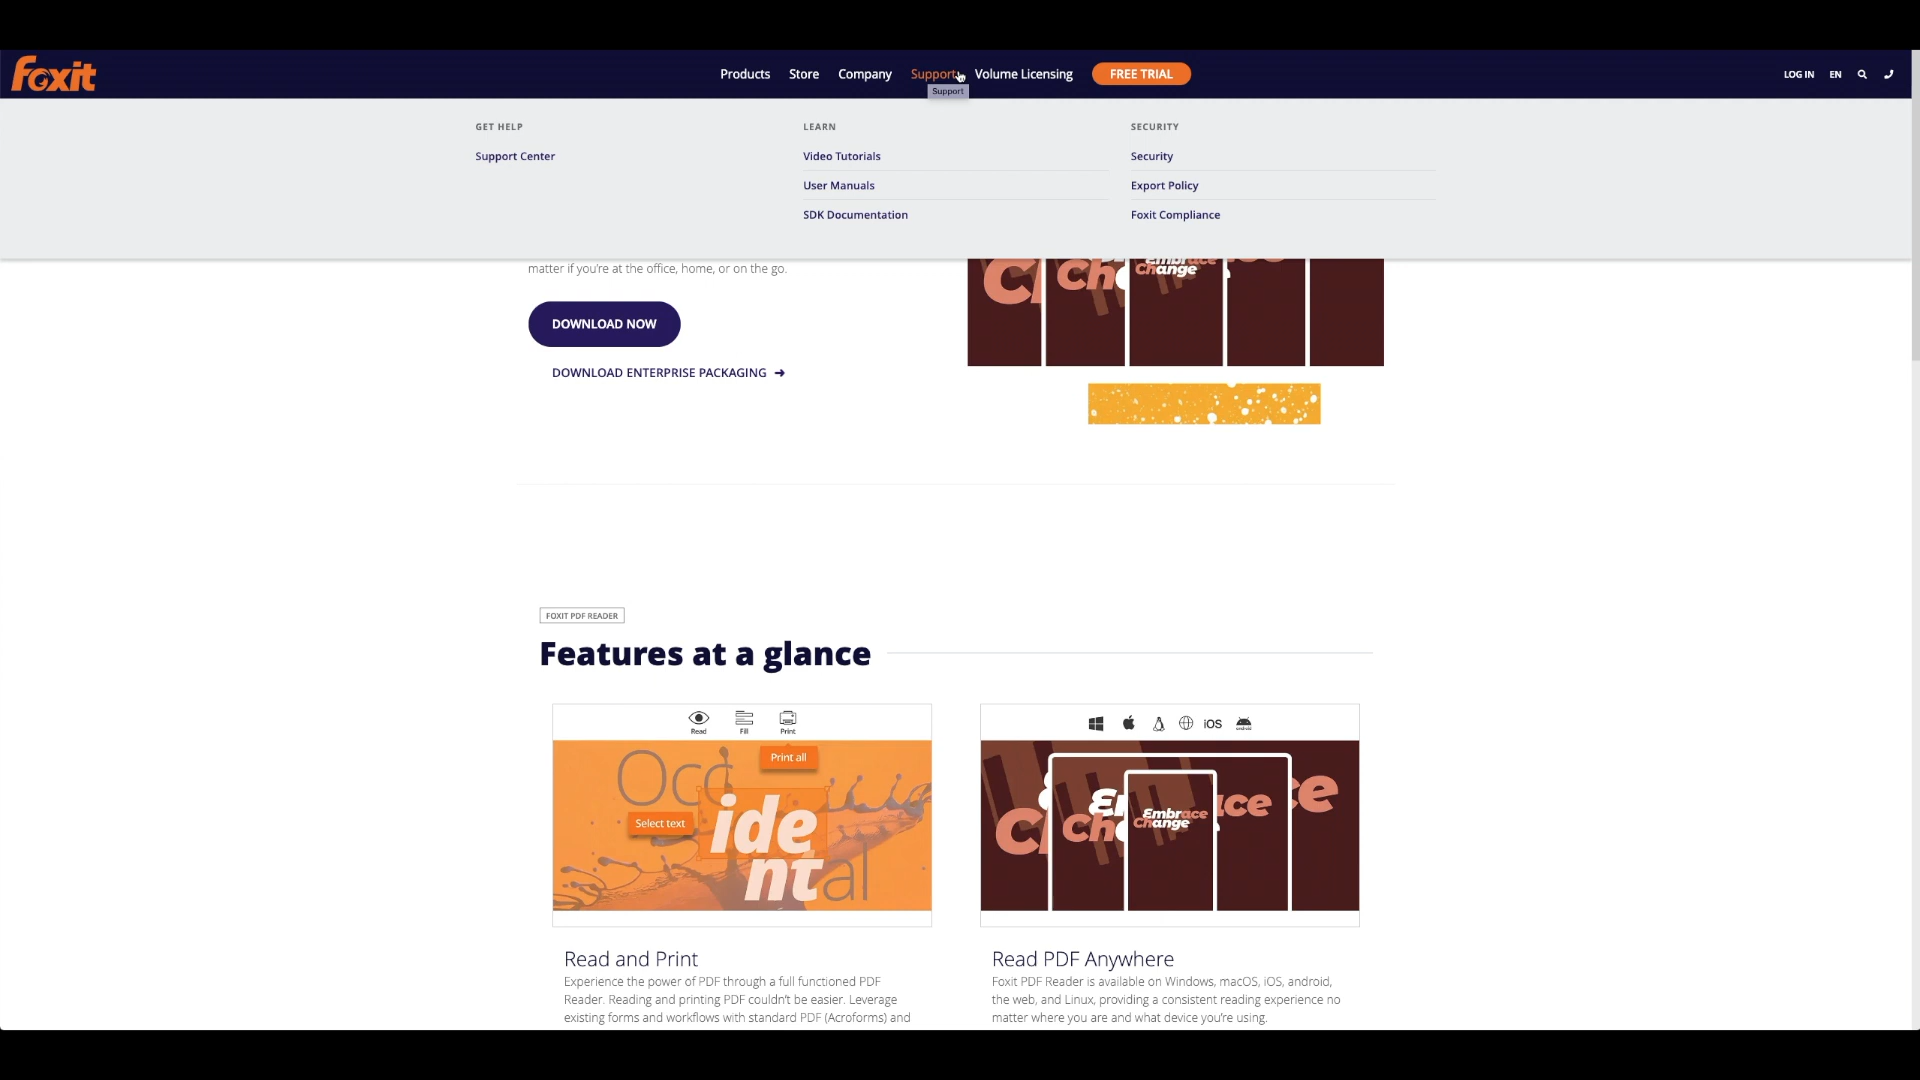 Foxit
Products Store Company Support Volume Licensing FREE TRIAL LOG IN EN
Support
GET HELP
Support Center
LEARN
Video Tutorials
User Manuals
SDK Documentation
SECURITY
Security
Export Policy
Foxit Compliance
matter if you're at the office, home, or on the go.
DOWNLOAD NOW
DOWNLOAD ENTERPRISE PACKAGING
Embrace
Change
FOXIT PDF READER
Features at a glance
Read Fill Print
Print all
Select text
Occ
ide
ntal
iOS
android
Embrace
Change
Read and Print
Experience the power of PDF through a full functioned PDF
Reader. Reading and printing PDF couldn't be easier. Leverage
existing forms and workflows with standard PDF (Acroforms) and
Read PDF Anywhere
Foxit PDF Reader is available on Windows, macOS, iOS, android,
the web, and Linux, providing a consistent reading experience no
matter where you are and what device you're using.